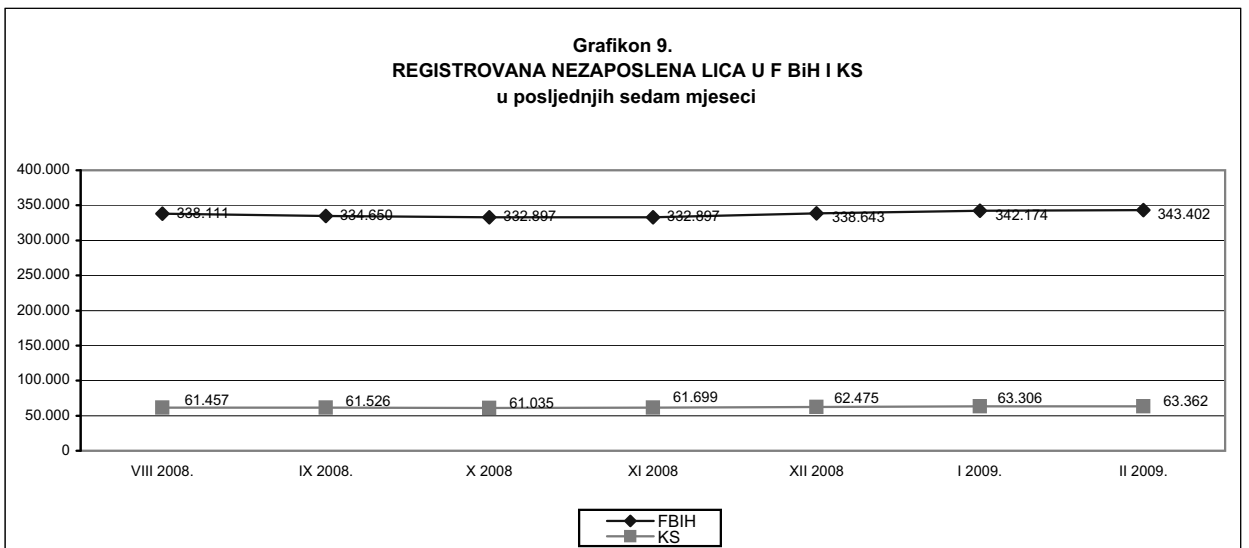 Grafikon 9.
REGISTROVANA NEZAPOSLENA LICA U F BiH I KS
u posljednjih sedam mjeseci
400.000
350.000
300.000
250.000
200.000
150.000
100.000
50.000
0
338.111 334.650 332.897 332.897 338.643 342.174 343.402
61.457 61.526 61.035 61.699 62.475 63.306 63.362
VIII 2008. IX 2008. X 2008 XI 2008 XII 2008 I 2009. II 2009.
FBIH
KS